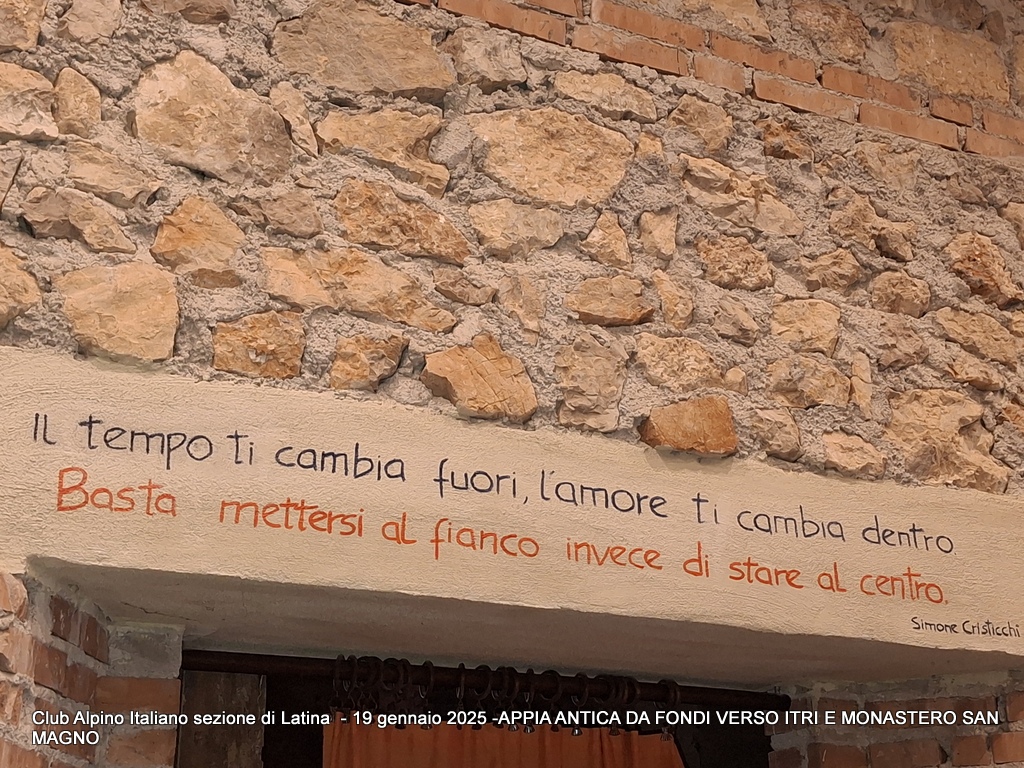 Il tempo ti cambia fuori, l'amore ti cambia dentro.
Basta mettersi al fianco invece di stare al centro.
Simone Cristicchi
Club Alpino Italiano sezione di Latina - 19 gennaio 2025 -APPIA ANTICA DA FONDI VERSO ITRI E MONASTERO SAN
MAGNO